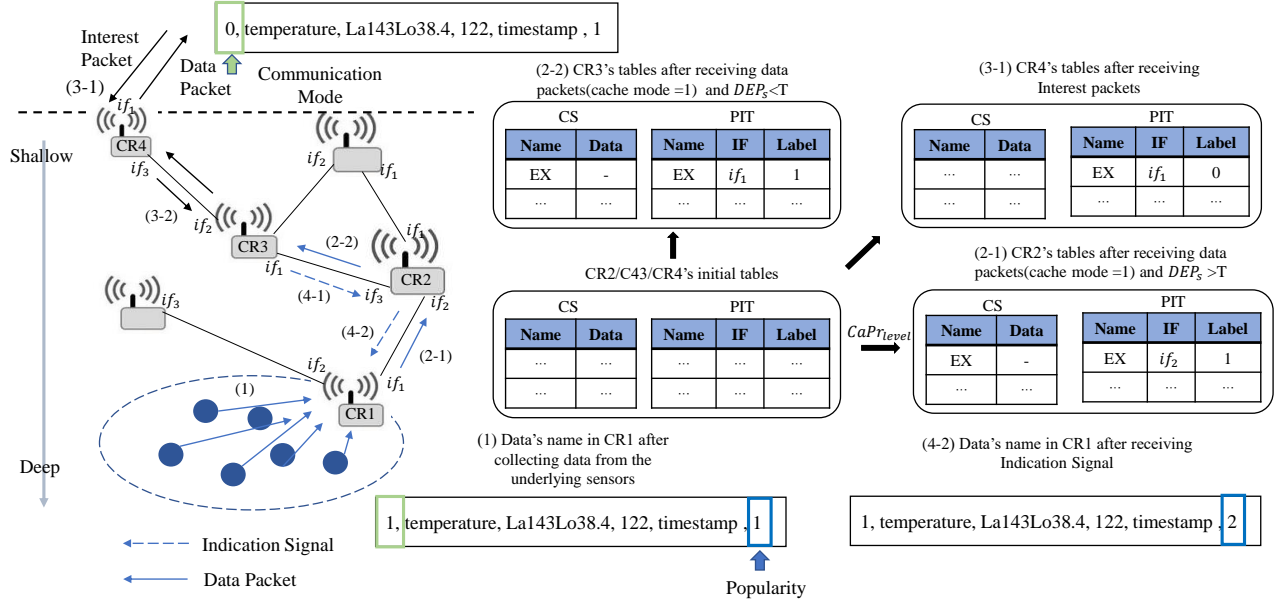 0, temperature, La143Lo38.4, 122, timestamp , 1
Interest
Packet
Data
Packet
Communication
Mode
(3-1)
if1
CR4
if3
Shallow
if2
if1
(3-2)
if2
CR3
if1
(2-2)
(4-1)
if1
CR2
if3
if2
if3
(4-2)
(2-1)
if2
if1
CR1
(1)
Deep
Indication Signal
Data Packet
(2-2) CR3's tables after receiving data
packets(cache mode =1) and DEPs<T
CS
PIT
Name Data
Name IF Label
EX -
EX if1 1
... ...
... ... ...
(3-1) CR4's tables after receiving
Interest packets
CS
PIT
Name Data
Name IF Label
... ...
EX if1 0
... ...
... ... ...
CR2/C43/CR4's initial tables
CS
PIT
Name Data
Name IF Label
... ...
... ... ...
... ...
... ... ...
CaPrlevel
(2-1) CR2's tables after receiving data
packets(cache mode =1) and DEPs >T
CS
PIT
Name Data
Name IF Label
EX -
EX if2 1
... ...
... ... ...
(1) Data's name in CR1 after
collecting data from the
underlying sensors
1, temperature, La143Lo38.4, 122, timestamp , 1
Popularity
(4-2) Data's name in CR1 after receiving
Indication Signal
1, temperature, La143Lo38.4, 122, timestamp , 2